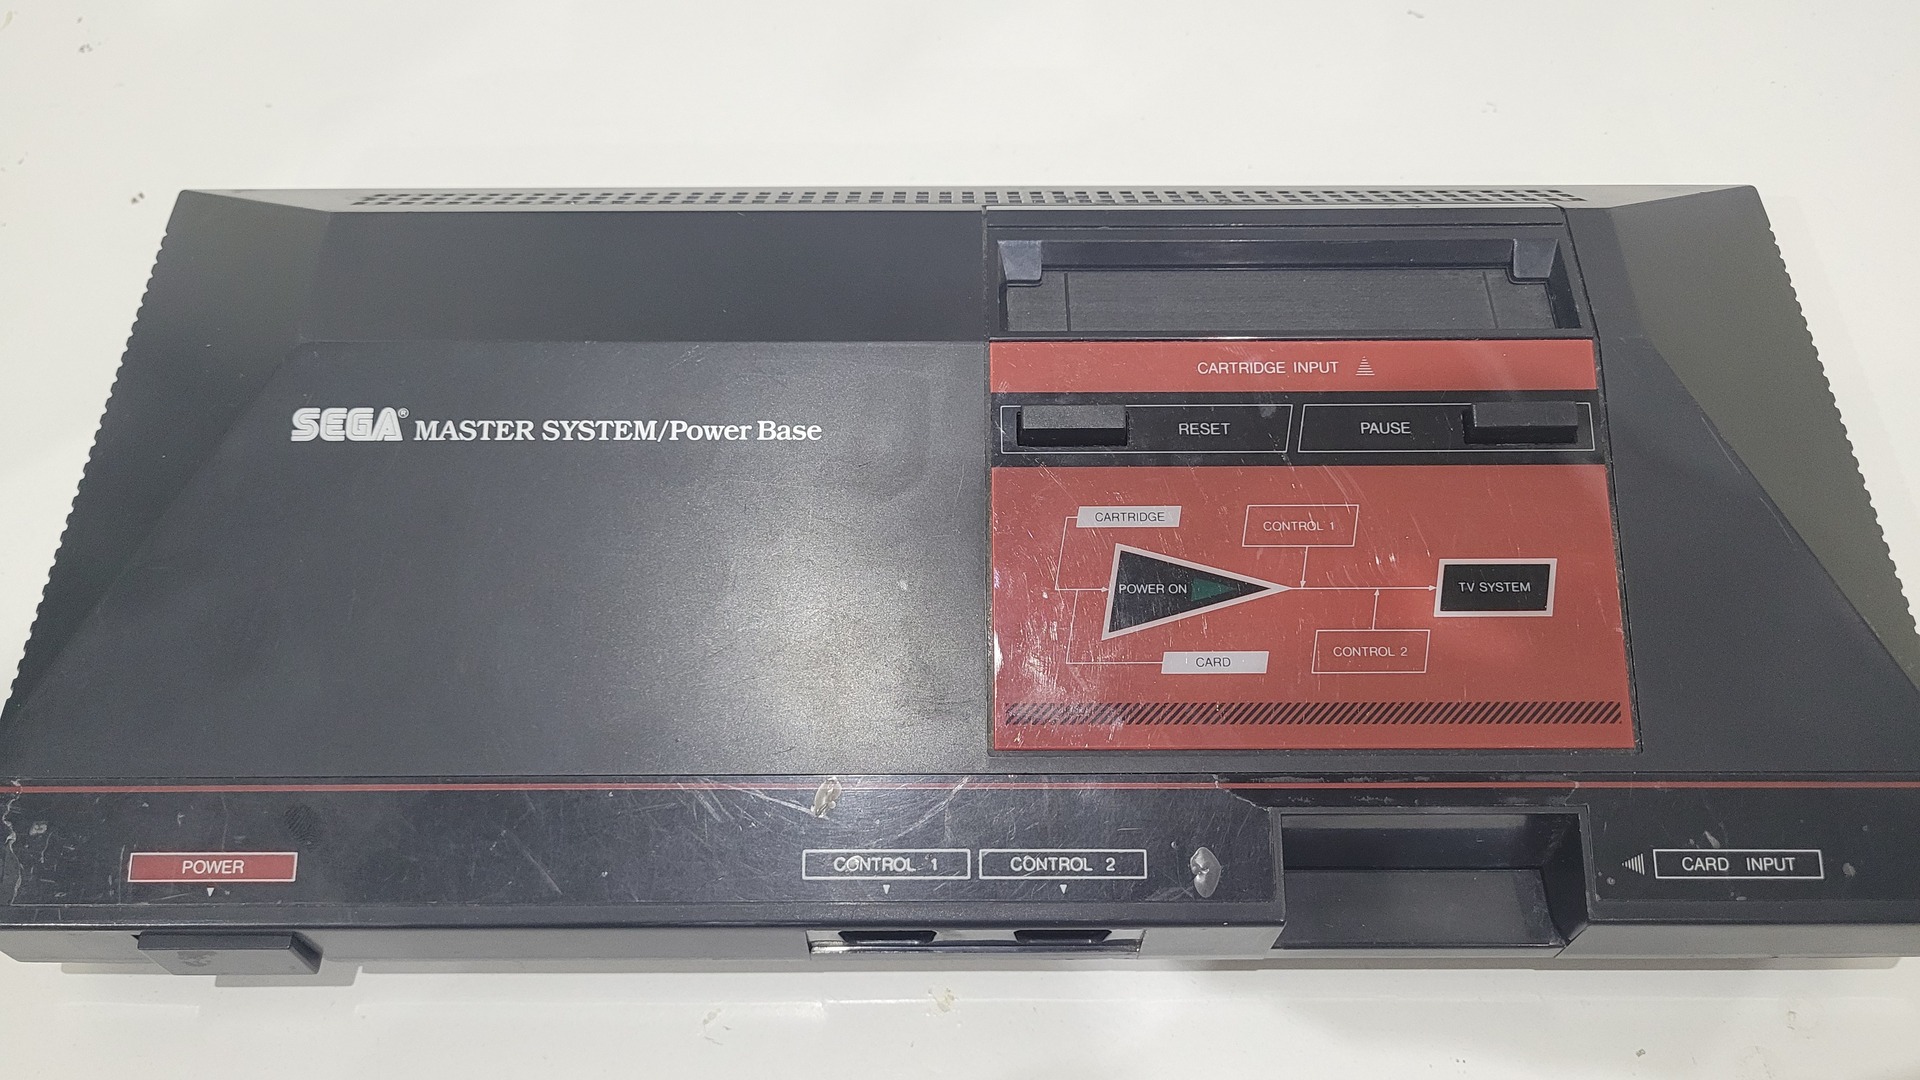 SEGA® MASTER SYSTEM/Power Base
CARTRIDGE INPUT
RESET
PAUSE
CARTRIDGE
CONTROL 1
POWER ON
TV SYSTEM
CONTROL 2
CARD
POWER
CONTROL 1
CONTROL 2
CARD INPUT